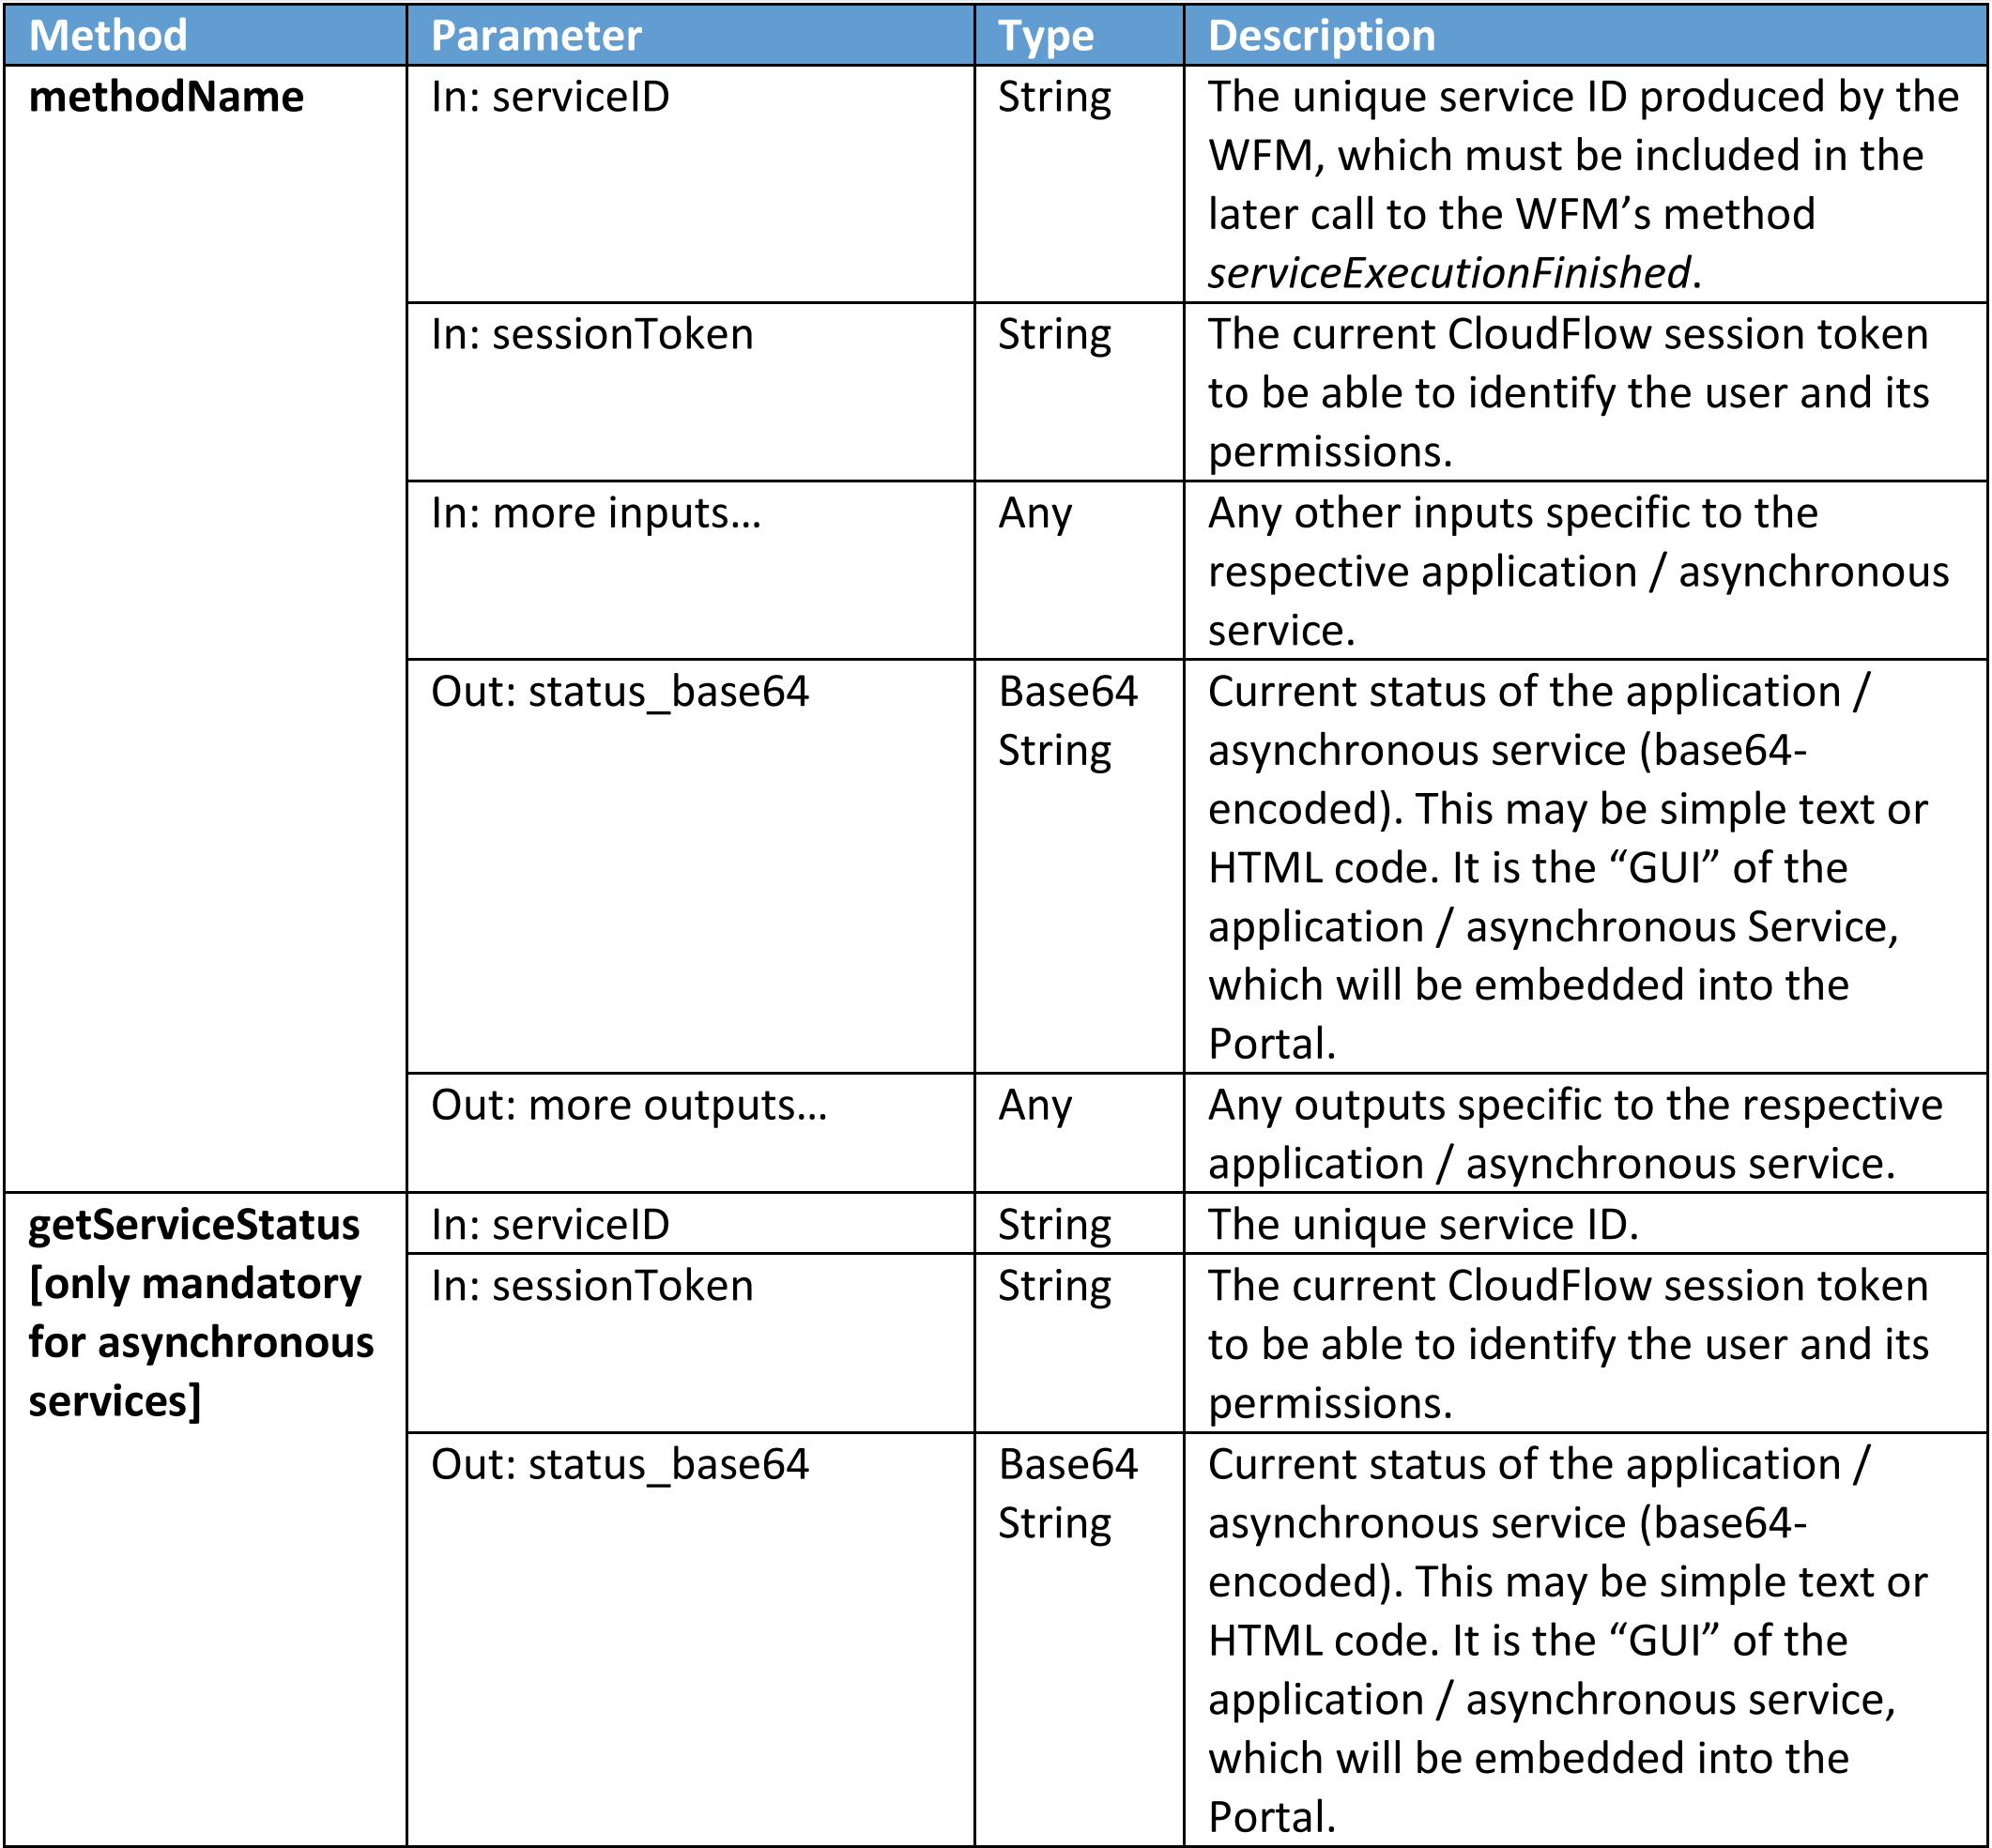 Method Parameter Type Description
methodName In: serviceID String The unique service ID produced by the
WFM, which must be included in the
later call to the WFM’s method
serviceExecutionFinished.
In: sessionToken String The current CloudFlow session token
to be able to identify the user and its
permissions.
In: more inputs... Any Any other inputs specific to the
respective application / asynchronous
service.
Out: status_base64 Base64 Current status of the application /
String asynchronous service (base64-
encoded). This may be simple text or
HTML code. It is the “GUI” of the
application / asynchronous Service,
which will be embedded into the
Portal.
Out: more outputs... Any Any outputs specific to the respective
application / asynchronous service.
getServiceStatus In: serviceID String The unique service ID.
[only mandatory In: sessionToken String The current CloudFlow session token
for asynchronous to be able to identify the user and its
services] permissions.
Out: status_base64 Base64 Current status of the application /
String asynchronous service (base64-
encoded). This may be simple text or
HTML code. It is the “GUI” of the
application / asynchronous service,
which will be embedded into the
Portal.